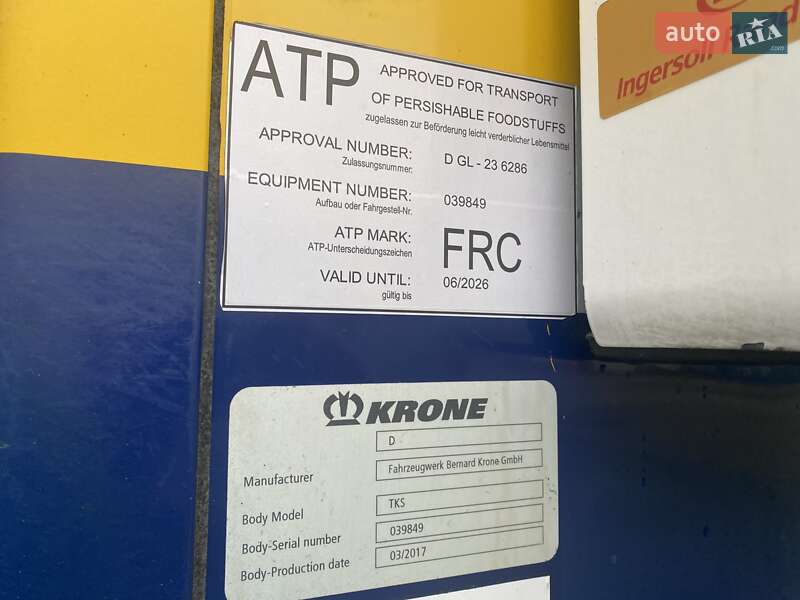 auto RIA
.com
Ingersoll Rand
ATP APPROVED FOR TRANSPORT
OF PERSISHABLE FOODSTUFFS
zugelassen zur Beförderung leicht verderblicher Lebensmittel
APPROVAL NUMBER: D GL - 23 6286
Zulassungsnummer:
EQUIPMENT NUMBER: 039849
Aufbau oder Fahrgestell-Nr.
ATP MARK: FRC
ATP-Unterscheidungszeichen
VALID UNTIL: 06/2026
gültig bis
KRONE
D
Manufacturer Fahrzeugwerk Bernard Krone GmbH
Body Model TKS
Body-Serial number 039849
Body-Production date 03/2017